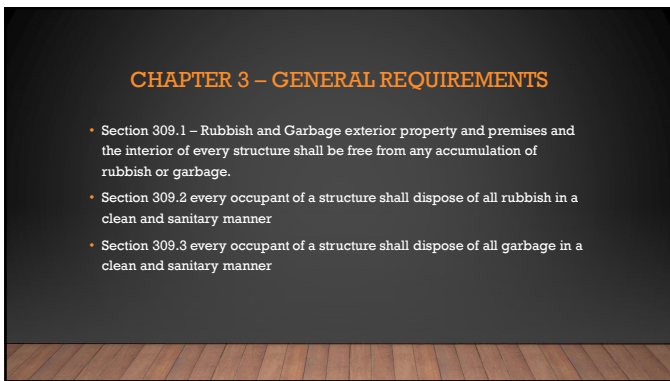 CHAPTER 3 – GENERAL REQUIREMENTS
• Section 309.1 – Rubbish and Garbage exterior property and premises and
the interior of every structure shall be free from any accumulation of
rubbish or garbage.
• Section 309.2 every occupant of a structure shall dispose of all rubbish in a
clean and sanitary manner
• Section 309.3 every occupant of a structure shall dispose of all garbage in a
clean and sanitary manner